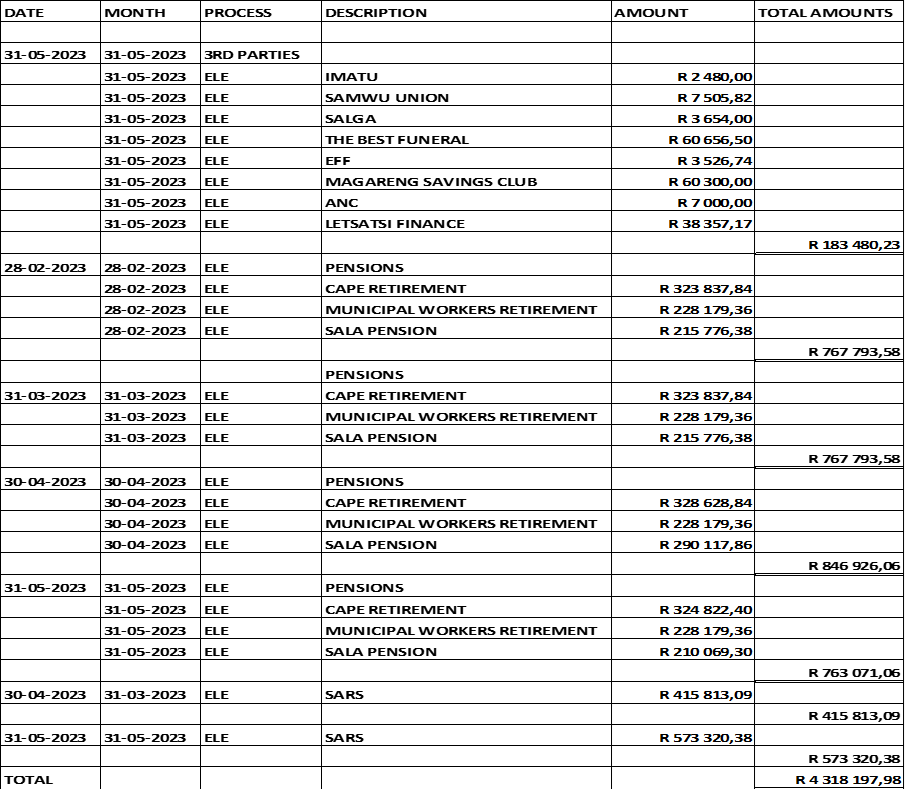 DATE MONTH PROCESS DESCRIPTION AMOUNT TOTAL AMOUNTS
31-05-2023 31-05-2023 3RD PARTIES
31-05-2023 ELE IMATU R 2 480,00
31-05-2023 ELE SAMWU UNION R 7 505,82
31-05-2023 ELE SALGA R 3 654,00
31-05-2023 ELE THE BEST FUNERAL R 60 656,50
31-05-2023 ELE EFF R 3 526,74
31-05-2023 ELE MAGARENG SAVINGS CLUB R 60 300,00
31-05-2023 ELE ANC R 7 000,00
31-05-2023 ELE LETSATSI FINANCE R 38 357,17
R 183 480,23
28-02-2023 28-02-2023 ELE PENSIONS
28-02-2023 ELE CAPE RETIREMENT R 323 837,84
28-02-2023 ELE MUNICIPAL WORKERS RETIREMENT R 228 179,36
28-02-2023 ELE SALA PENSION R 215 776,38
R 767 793,58
PENSIONS
31-03-2023 31-03-2023 ELE CAPE RETIREMENT R 323 837,84
31-03-2023 ELE MUNICIPAL WORKERS RETIREMENT R 228 179,36
31-03-2023 ELE SALA PENSION R 215 776,38
R 767 793,58
30-04-2023 30-04-2023 ELE PENSIONS
30-04-2023 ELE CAPE RETIREMENT R 328 628,84
30-04-2023 ELE MUNICIPAL WORKERS RETIREMENT R 228 179,36
30-04-2023 ELE SALA PENSION R 290 117,86
R 846 926,06
31-05-2023 31-05-2023 ELE PENSIONS
31-05-2023 ELE CAPE RETIREMENT R 324 822,40
31-05-2023 ELE MUNICIPAL WORKERS RETIREMENT R 228 179,36
31-05-2023 ELE SALA PENSION R 210 069,30
R 763 071,06
30-04-2023 31-03-2023 ELE SARS R 415 813,09
R 415 813,09
31-05-2023 31-05-2023 ELE SARS R 573 320,38
R 573 320,38
TOTAL R 4 318 197,98